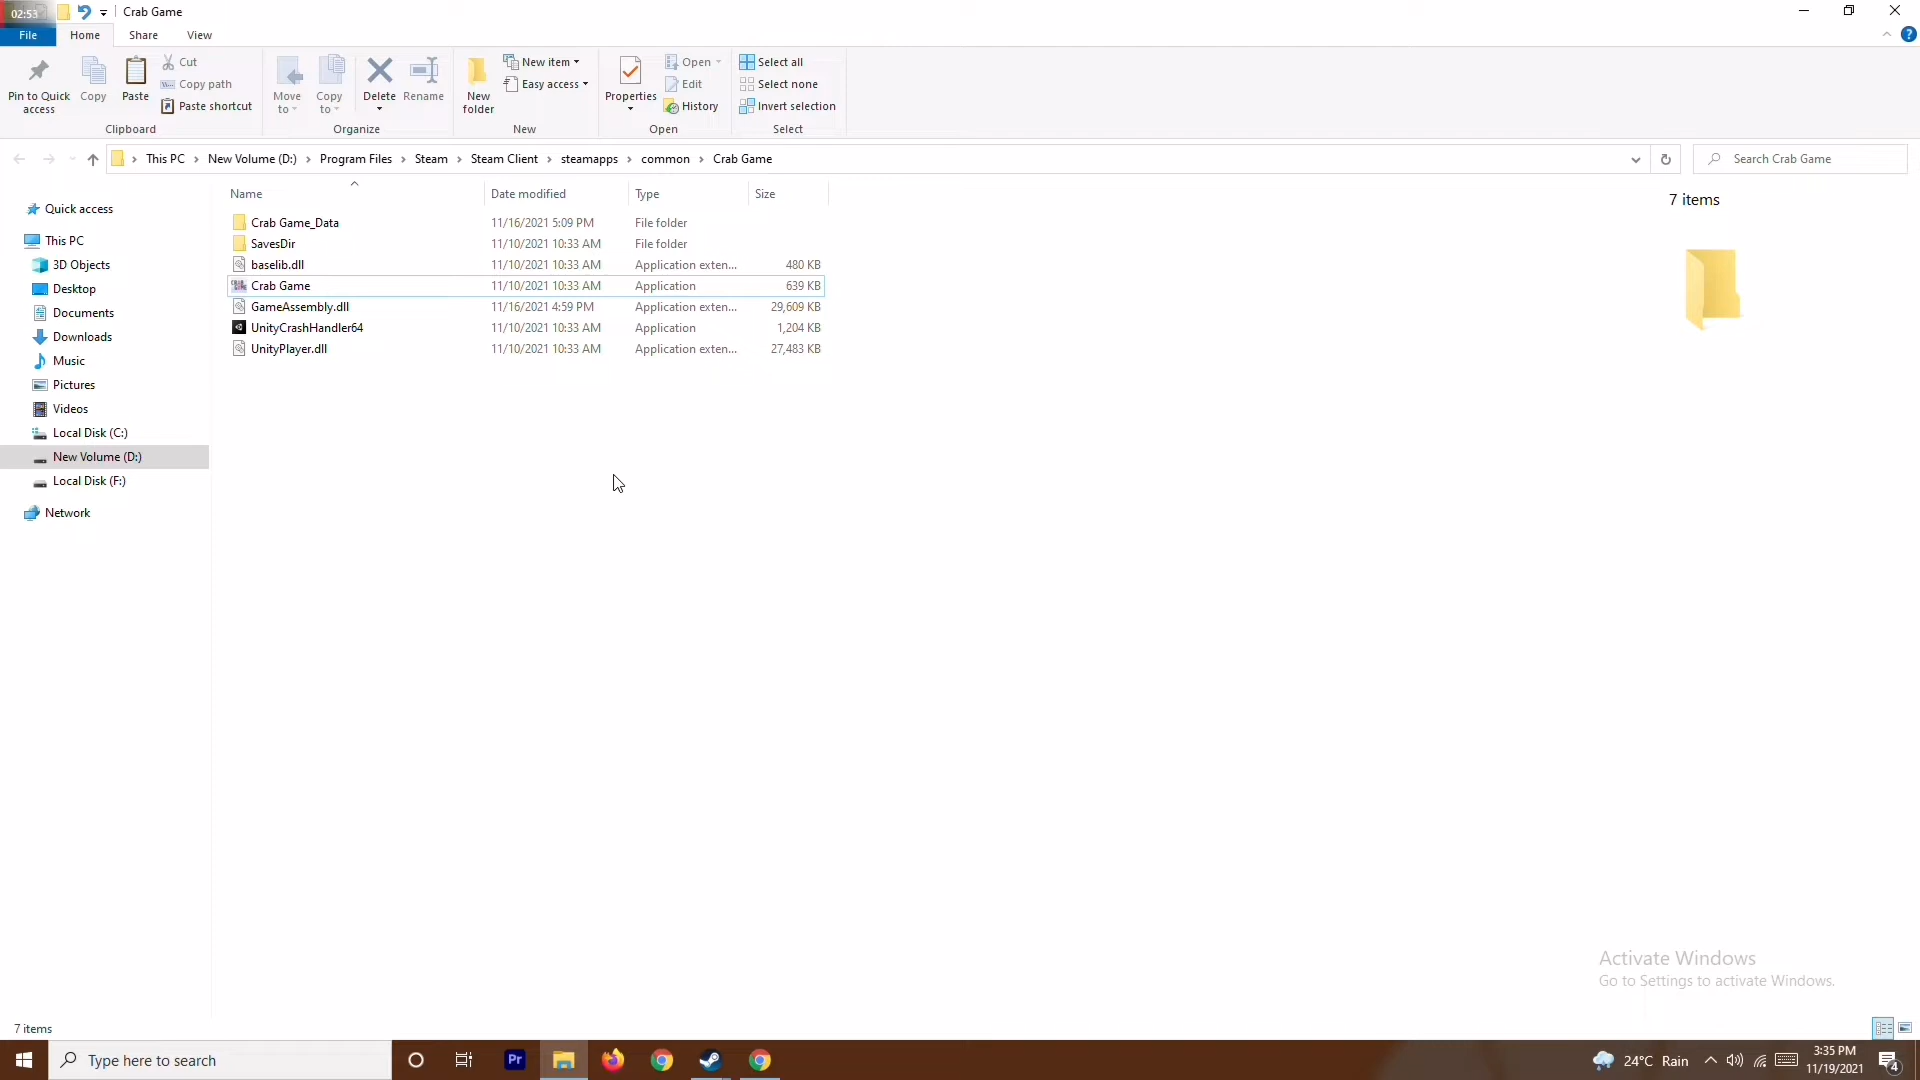 02:53
Crab Game
File Home Share View
Pin to Quick access
Copy
Paste
Cut
Copy path
Paste shortcut
Clipboard
Move to
Copy to
Delete
Rename
Organize
New folder
New item
Easy access
New
Properties
Open
Edit
History
Open
Select all
Select none
Invert selection
Select
This PC New Volume (D:) Program Files Steam Steam Client steamapps common Crab Game
Search Crab Game
Quick access
This PC
3D Objects
Desktop
Documents
Downloads
Music
Pictures
Videos
Local Disk (C:)
New Volume (D:)
Local Disk (F:)
Network
Name Date modified Type Size
Crab Game_Data 11/16/2021 5:09 PM File folder
SavesDir 11/10/2021 10:33 AM File folder
baselib.dll 11/10/2021 10:33 AM Application exten... 480 KB
Crab Game 11/10/2021 10:33 AM Application 639 KB
GameAssembly.dll 11/16/2021 4:59 PM Application exten... 29,609 KB
UnityCrashHandler64 11/10/2021 10:33 AM Application 1,204 KB
UnityPlayer.dll 11/10/2021 10:33 AM Application exten... 27,483 KB
7 items
Activate Windows
Go to Settings to activate Windows.
7 items
Type here to search
Pr
24°C Rain
3:35 PM
11/19/2021
4